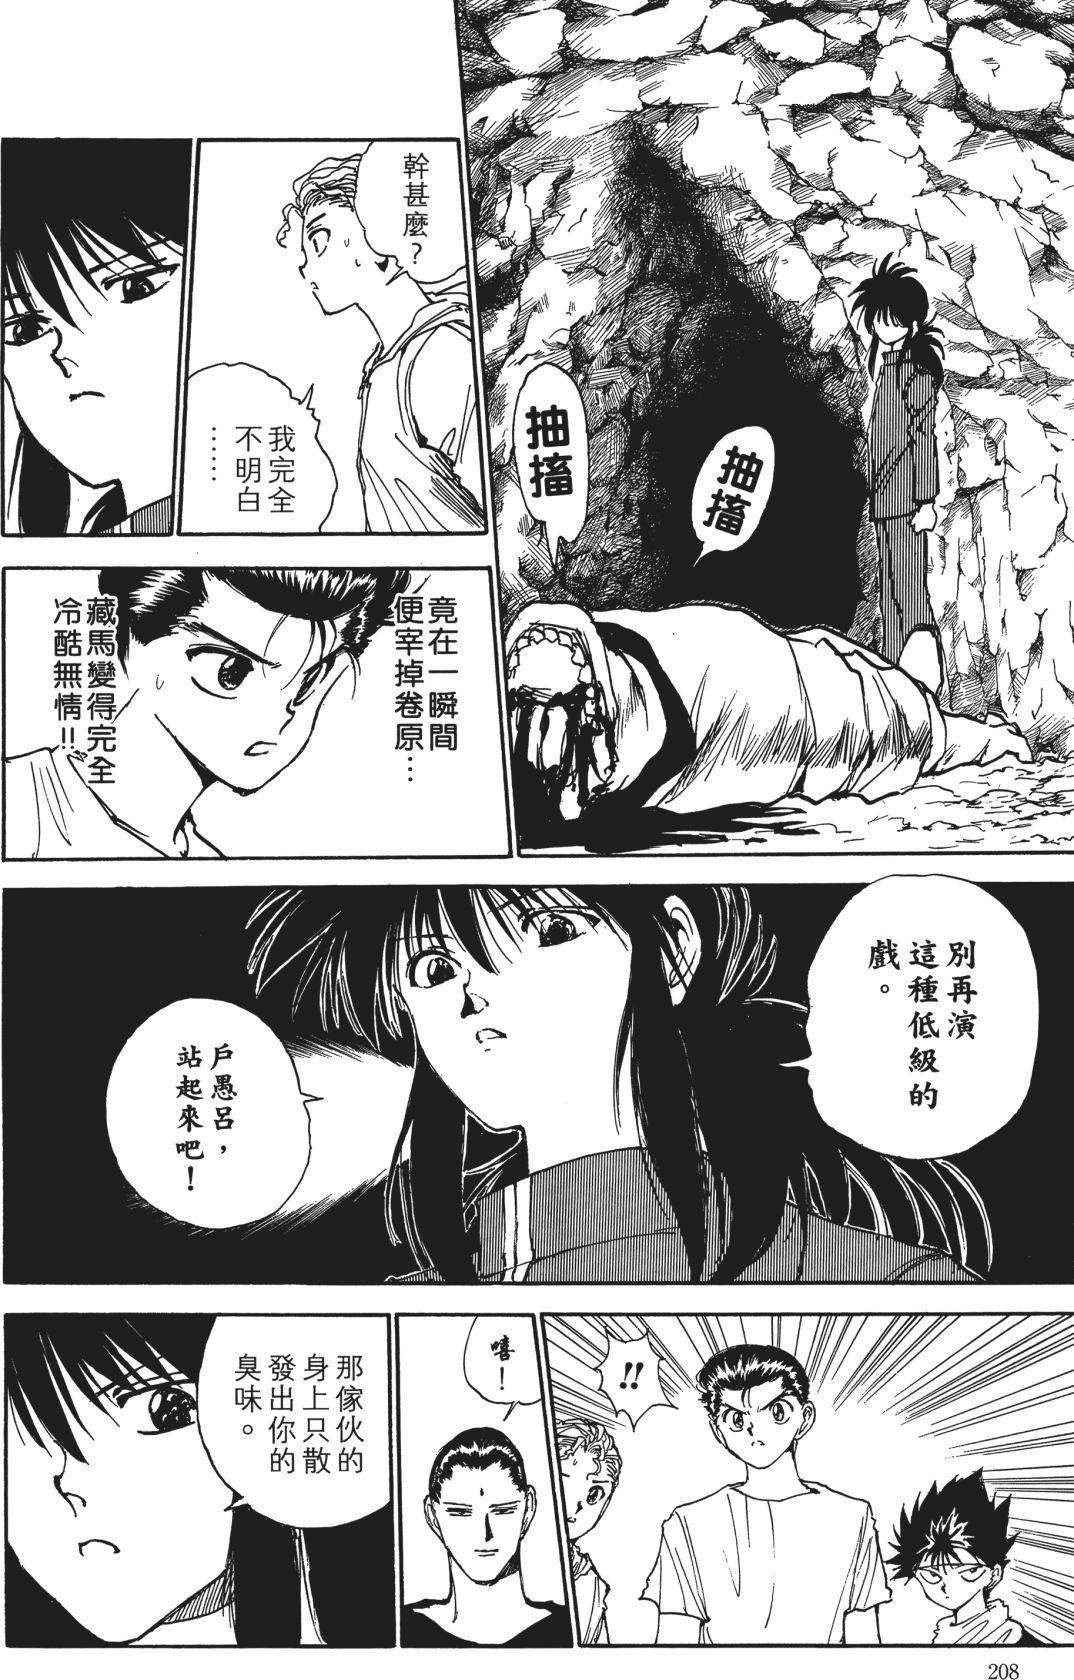 抽搐
抽搐
幹甚麼?
我完全
不明白
……
竟在一瞬間
便宰掉卷原…
藏馬變得完全
冷酷無情!!
別再演
這種低級的
戲。
戶愚呂,
站起來吧!
!!
嘻!
那傢伙的
身上只散
發出你的
臭味。
208